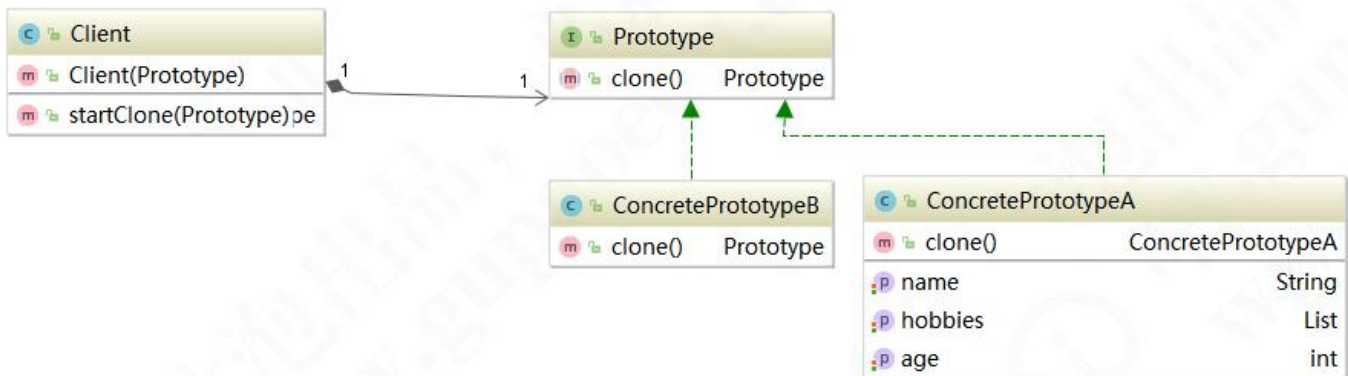 Client
Client(Prototype)
startClone(Prototype)pe
1
1
Prototype
clone() Prototype
ConcretePrototypeB
clone() Prototype
ConcretePrototypeA
clone() ConcretePrototypeA
name String
hobbies List
age int